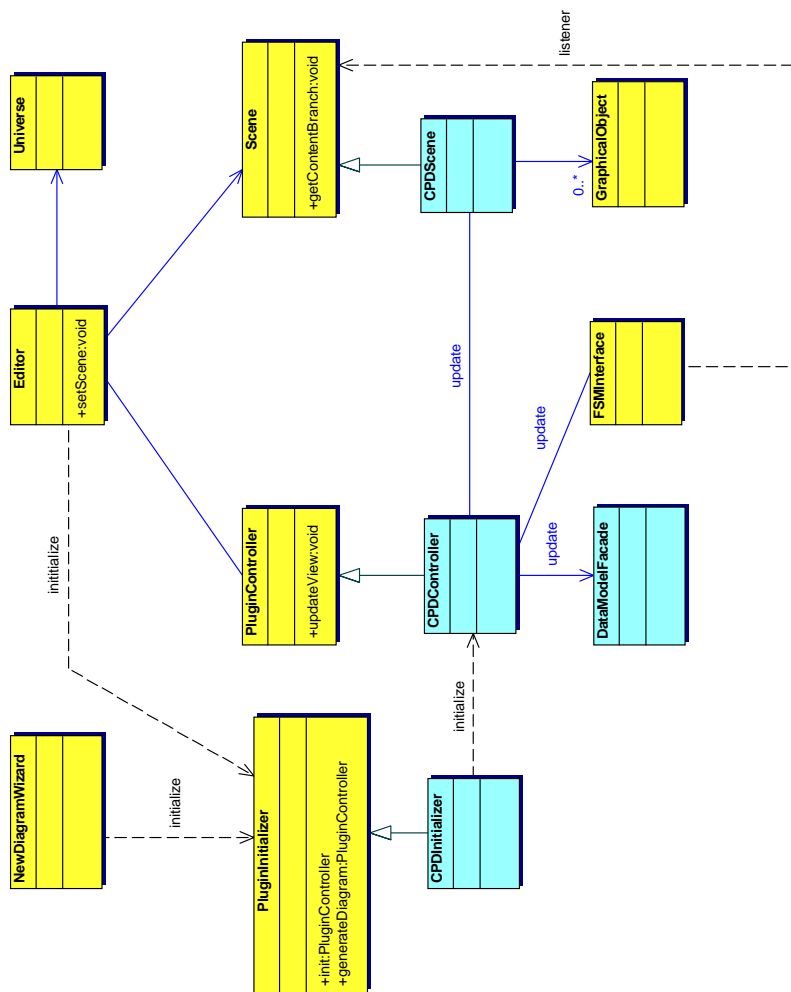 NewDiagramWizard
Editor
+setScene:void
Universe
initialize
inititialize
PluginInitializer
+init:PluginController
+generateDiagram:PluginController
PluginController
+updateView:void
Scene
+getContentBranch:void
listener
CPDInitializer
initialize
CPDController
update
CPDScene
update
update
0..*
DataModelFacade
FSMInterface
GraphicalObject